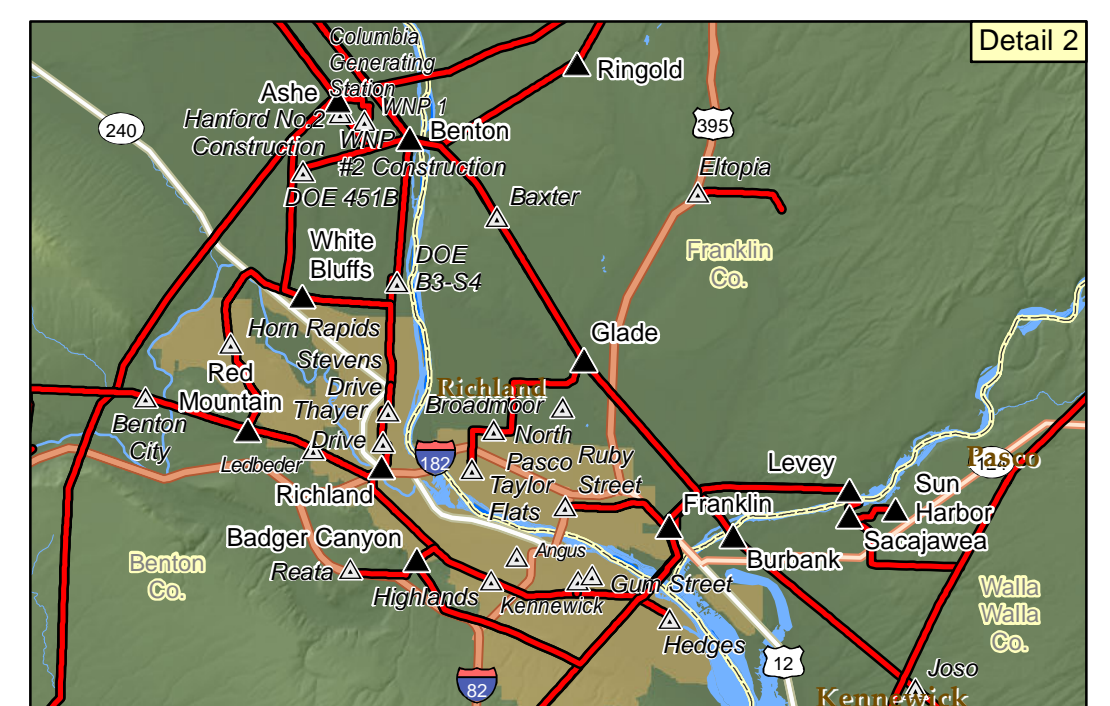 Detail 2
Columbia
Generating
Station
Ringold
Ashe
WNP 1
Hanford No.2
Construction
240
WNP
#2 Construction
Benton
395
DOE 451B
Baxter
Eltopia
White
Bluffs
DOE
B3-S4
Franklin
Co.
Horn Rapids
Glade
Stevens
Drive
Red
Mountain
Richland
Thayer
Drive
Broadmoor
Benton
City
North
Pasco
Ledbeder
182
Ruby
Street
Levey
Pasco
Richland
Taylor
Flats
Franklin
Sun
Harbor
Badger Canyon
Angus
Burbank
Sacajawea
Benton
Co.
Reata
Highlands
Kennewick
Gum Street
Walla
Walla
Co.
Hedges
12
82
Joso
Kennewick